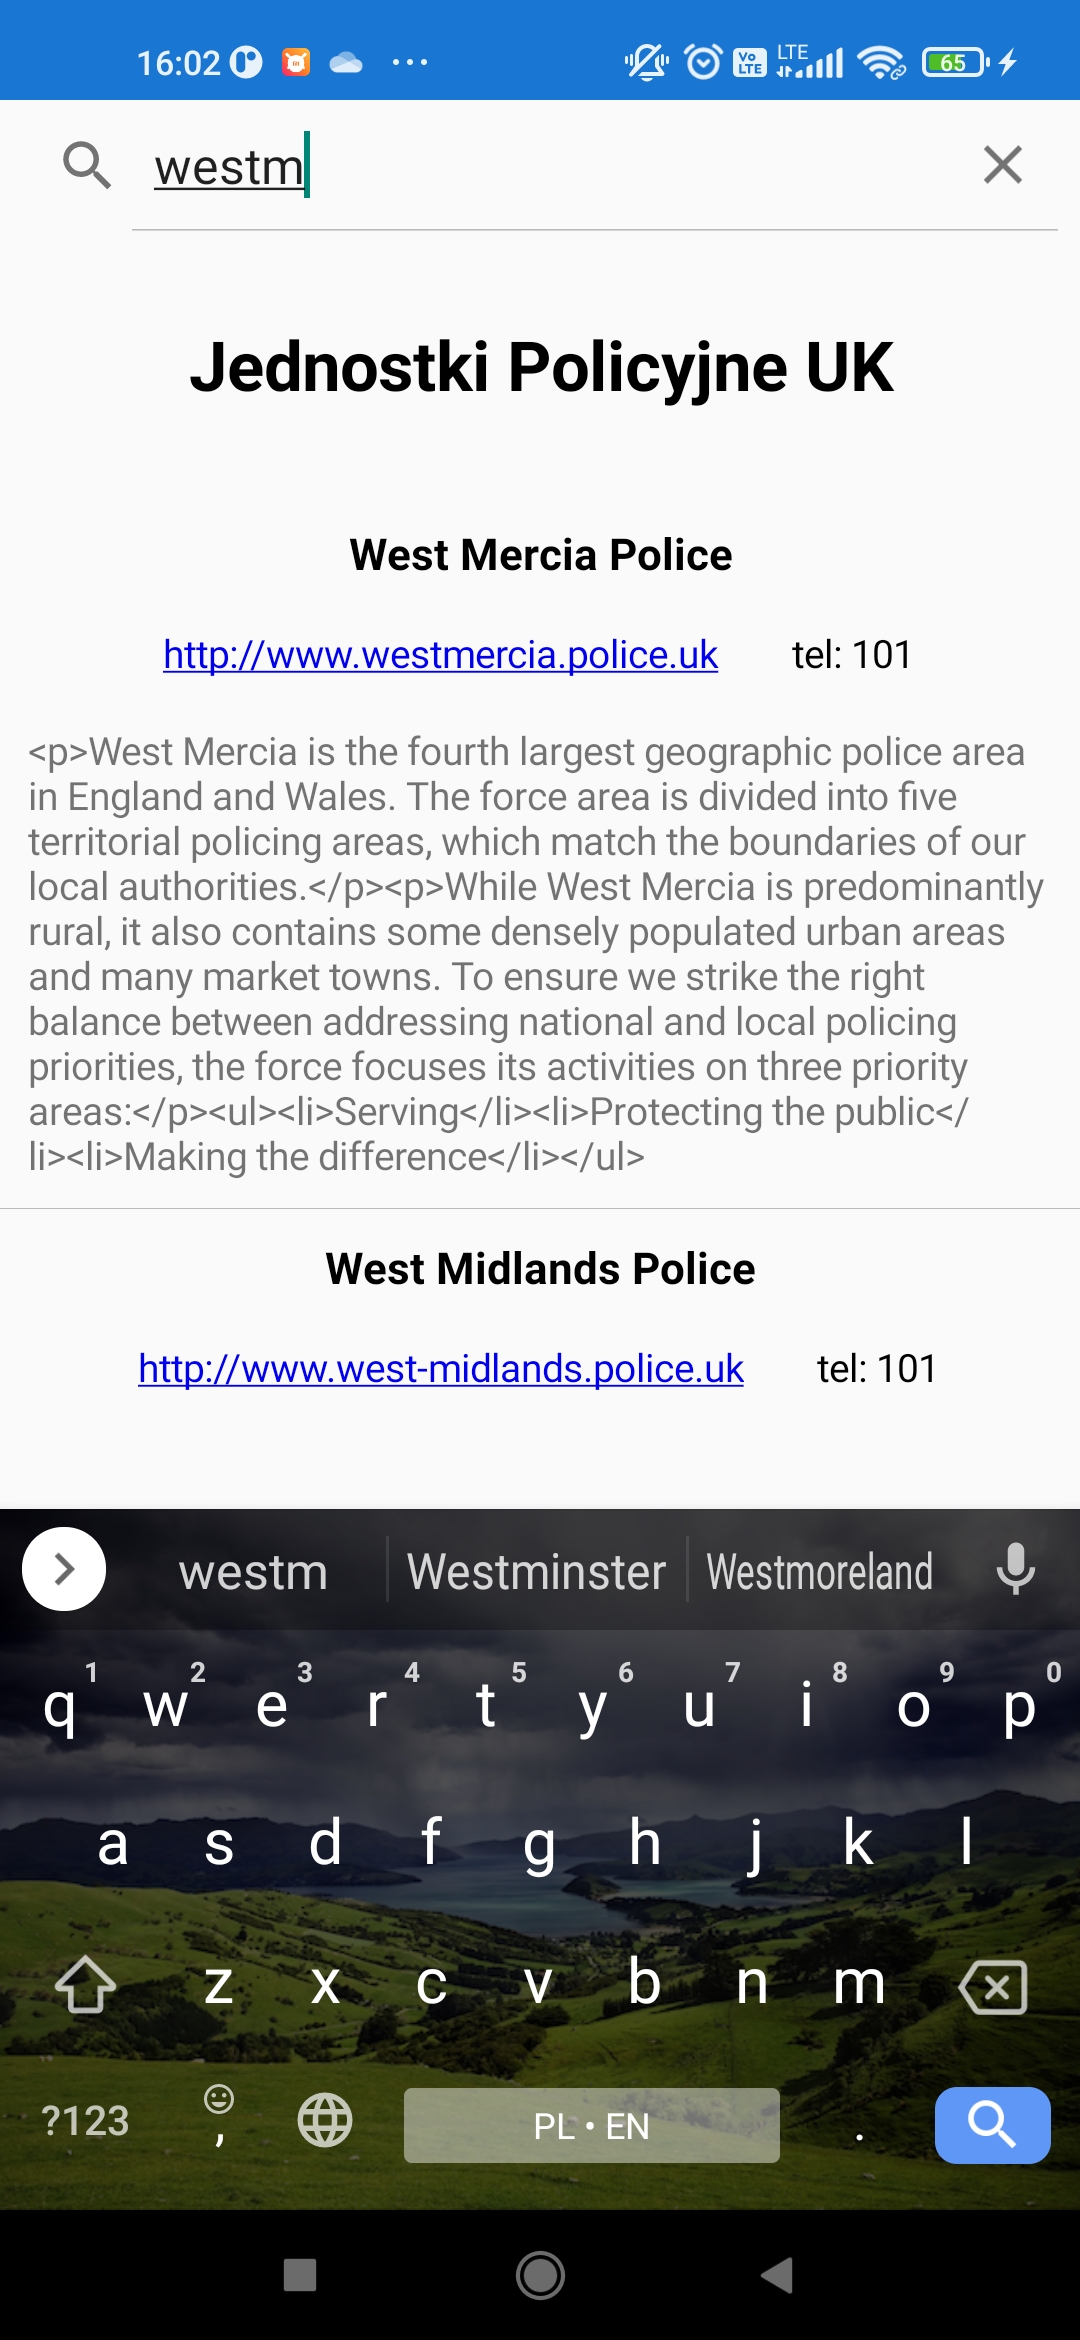 16:02 ... Vo LTE LTE 65
westm
Jednostki Policyjne UK
West Mercia Police
http://www.westmercia.police.uk tel: 101
<p>West Mercia is the fourth largest geographic police area
in England and Wales. The force area is divided into five
territorial policing areas, which match the boundaries of our
local authorities.</p><p>While West Mercia is predominantly
rural, it also contains some densely populated urban areas
and many market towns. To ensure we strike the right
balance between addressing national and local policing
priorities, the force focuses its activities on three priority
areas:</p><ul><li>Serving</li><li>Protecting the public</
li><li>Making the difference</li></ul>
West Midlands Police
http://www.west-midlands.police.uk tel: 101
westm Westminster Westmoreland
q 1 w 2 e 3 r 4 t 5 y 6 u 7 i 8 o 9 p 0
a s d f g h j k l
z x c v b n m
?123 , PL • EN .